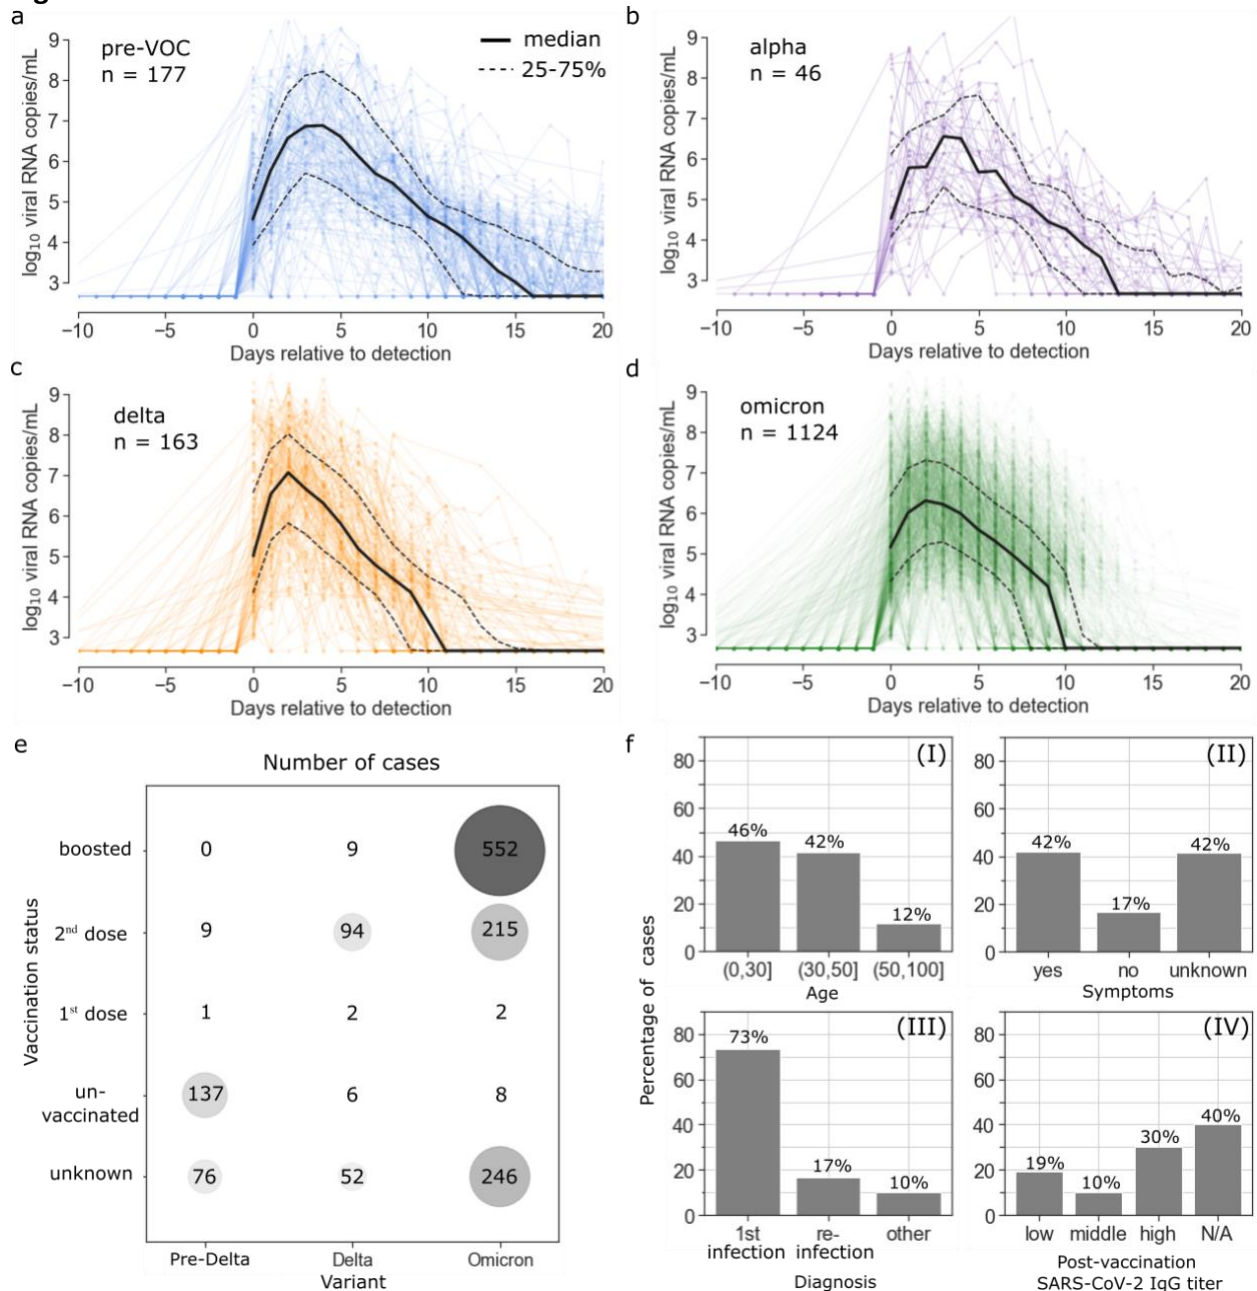 a
pre-VOC
n = 177
median
25-75%
log₁₀ viral RNA copies/mL
9
8
7
6
5
4
3
−10 −5 0 5 10 15 20
Days relative to detection
b
alpha
n = 46
log₁₀ viral RNA copies/mL
9
8
7
6
5
4
3
−10 −5 0 5 10 15 20
Days relative to detection
c
delta
n = 163
log₁₀ viral RNA copies/mL
9
8
7
6
5
4
3
−10 −5 0 5 10 15 20
Days relative to detection
d
omicron
n = 1124
log₁₀ viral RNA copies/mL
9
8
7
6
5
4
3
−10 −5 0 5 10 15 20
Days relative to detection
e
Number of cases
Vaccination status
boosted 0 9 552
2nd dose 9 94 215
1st dose 1 2 2
un-
vaccinated 137 6 8
unknown 76 52 246
Pre-Delta Delta Omicron
Variant
f
Percentage of cases
(I)
80
60
40
20
0
46% 42% 12%
(0,30] (30,50] (50,100]
Age
(II)
80
60
40
20
0
42% 17% 42%
yes no unknown
Symptoms
(III)
80
60
40
20
0
73% 17% 10%
1st re- other
infection infection
Diagnosis
(IV)
80
60
40
20
0
19% 10% 30% 40%
low middle high N/A
Post-vaccination
SARS-CoV-2 IgG titer